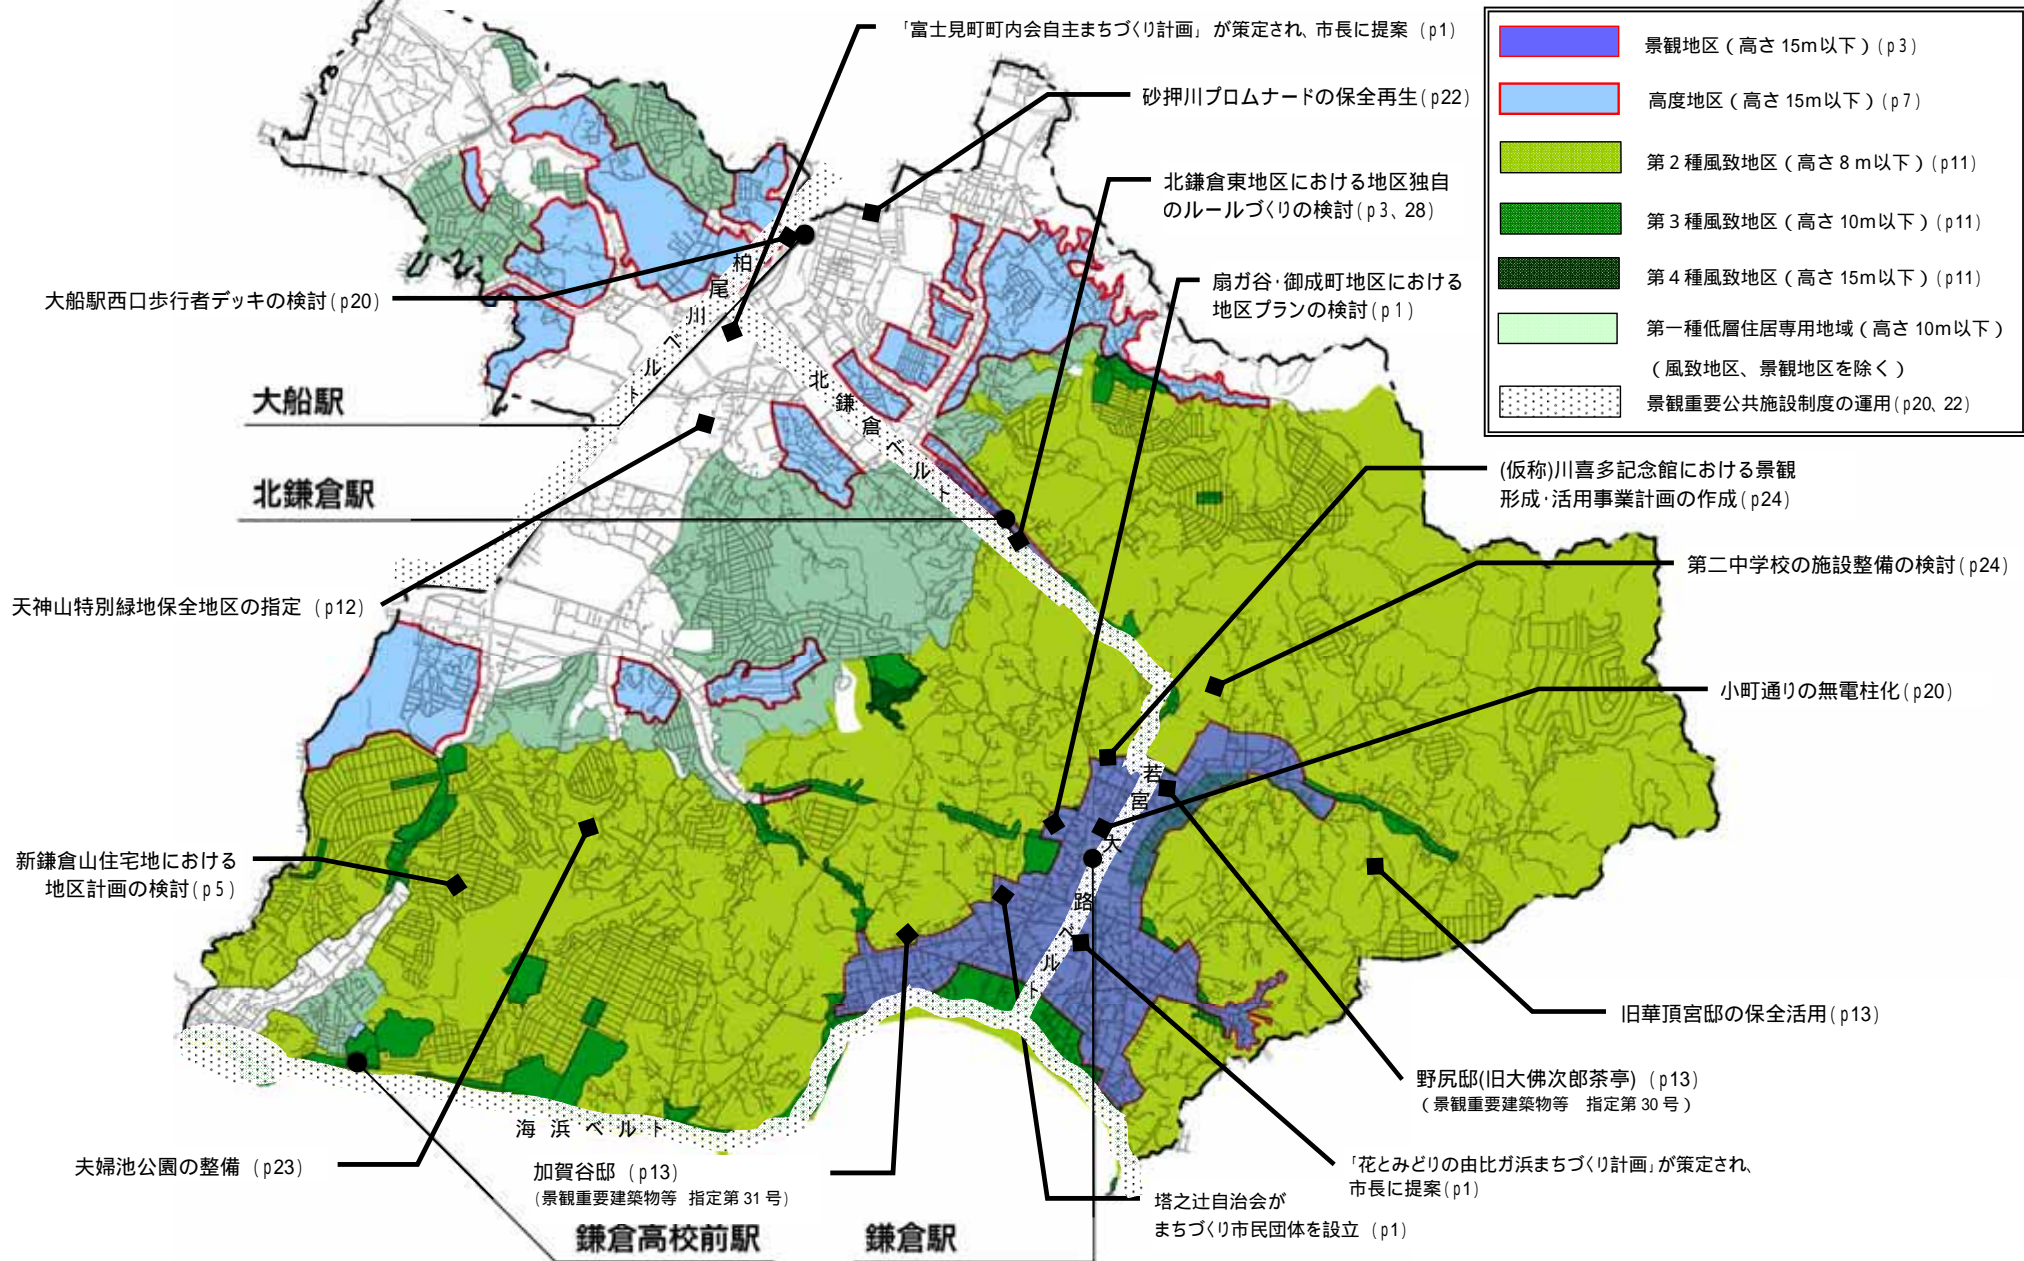 「富士見町町内会自主まちづくり計画」が策定され、市長に提案 (p1)
砂押川プロムナードの保全再生(p22)
北鎌倉東地区における地区独自
のルールづくりの検討(p3、28)
扇ガ谷・御成町地区における
地区プランの検討(p1)
大船駅西口歩行者デッキの検討(p20)
大船駅
北鎌倉駅
天神山特別緑地保全地区の指定 (p12)
新鎌倉山住宅地における
地区計画の検討(p5)
夫婦池公園の整備 (p23)
加賀谷邸 (p13)
(景観重要建築物等 指定第31号)
鎌倉高校前駅
鎌倉駅
塔之辻自治会が
まちづくり市民団体を設立 (p1)
「花とみどりの由比ガ浜まちづくり計画」が策定され、
市長に提案(p1)
野尻邸(旧大佛次郎茶亭) (p13)
(景観重要建築物等 指定第30号)
旧華頂宮邸の保全活用(p13)
小町通りの無電柱化(p20)
第二中学校の施設整備の検討(p24)
(仮称)川喜多記念館における景観
形成・活用事業計画の作成(p24)
景観地区(高さ15m以下)(p3)
高度地区(高さ15m以下)(p7)
第2種風致地区(高さ8m以下)(p11)
第3種風致地区(高さ10m以下)(p11)
第4種風致地区(高さ15m以下)(p11)
第一種低層住居専用地域(高さ10m以下)
(風致地区、景観地区を除く)
景観重要公共施設制度の運用(p20、22)
柏尾川ベルト
北鎌倉ベルト
若宮大路ベルト
海浜ベルト